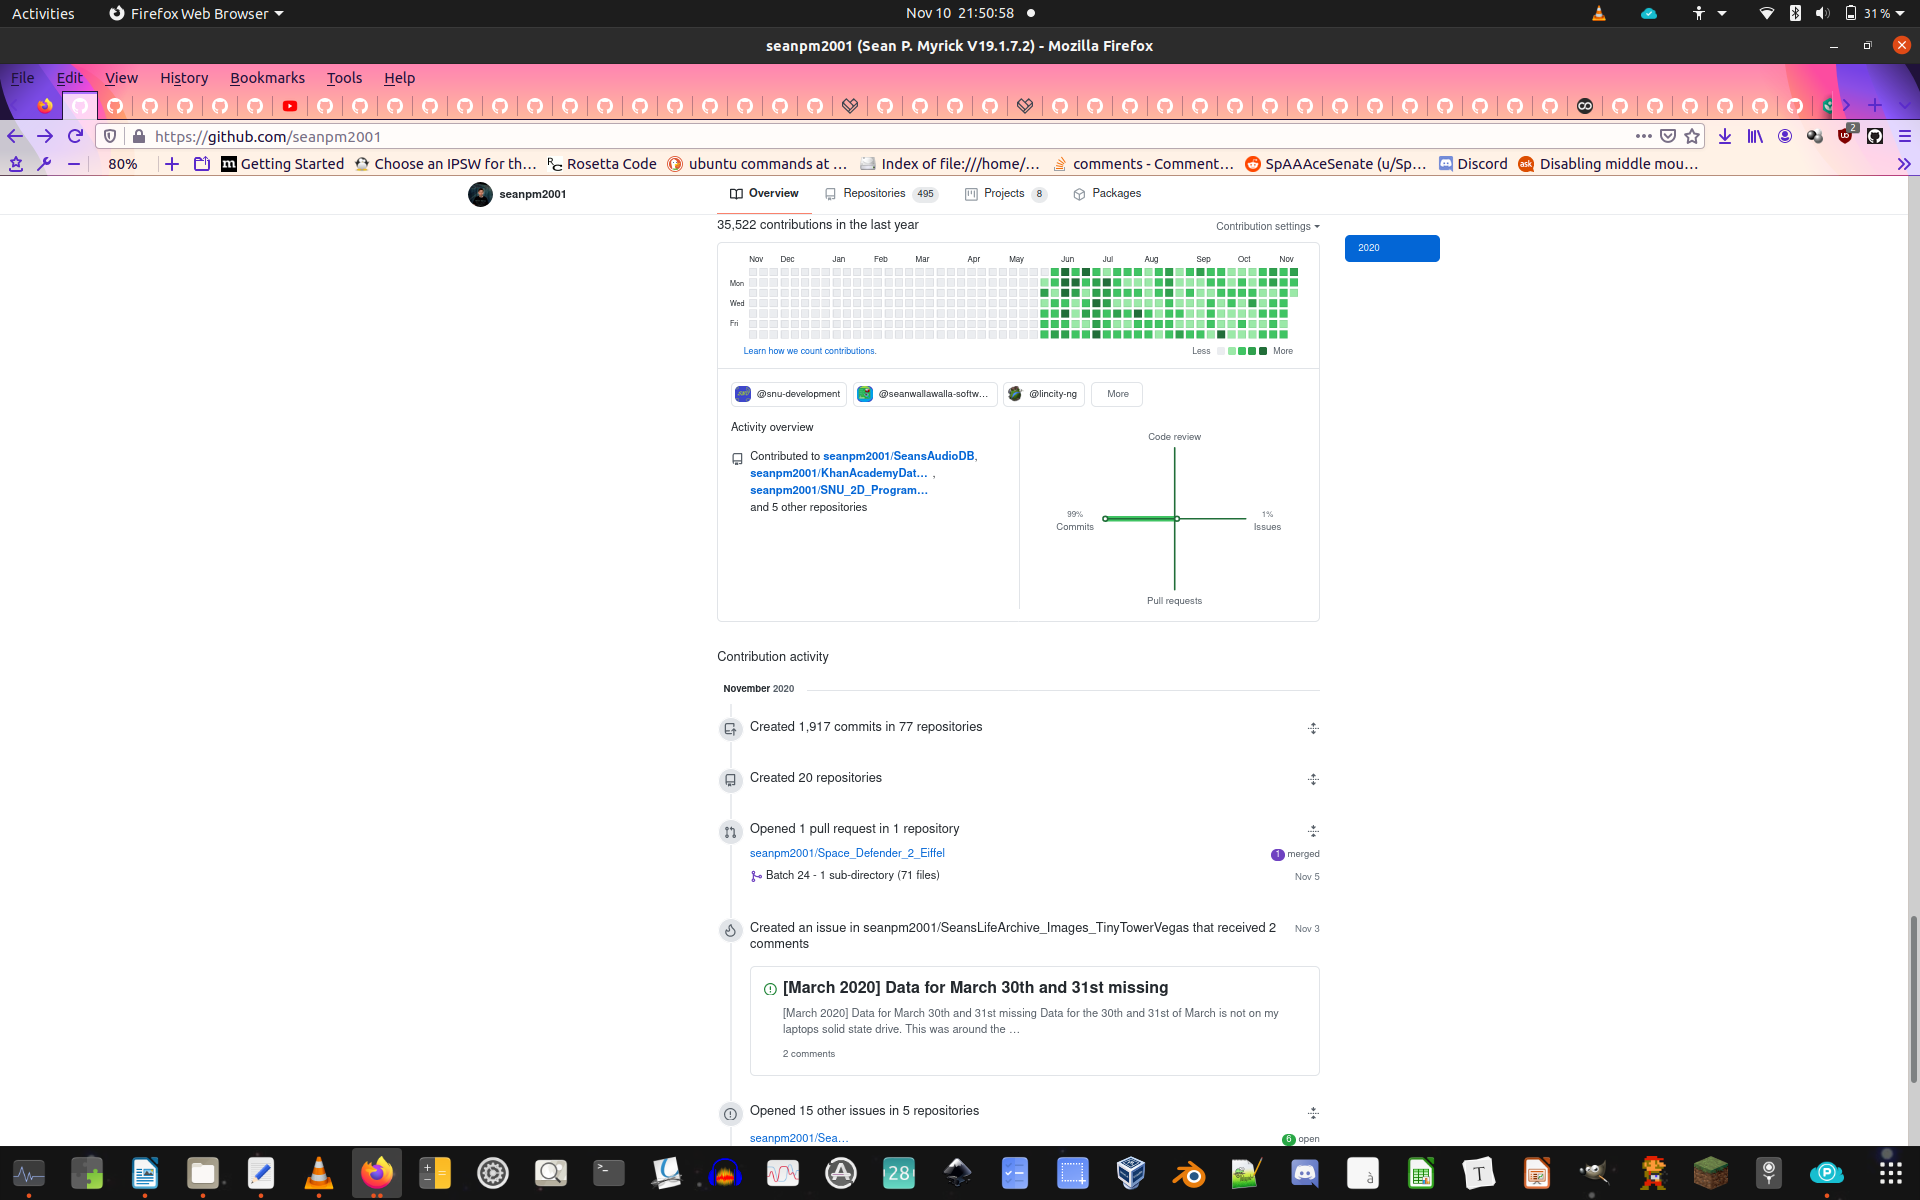 Activities
Firefox Web Browser
Nov 10 21:50:58
31 %
seanpm2001 (Sean P. Myrick V19.1.7.2) - Mozilla Firefox
File Edit View History Bookmarks Tools Help
https://github.com/seanpm2001
2
80%
Getting Started
Choose an IPSW for th…
Rosetta Code
ubuntu commands at …
Index of file:///home/…
comments - Comment…
SpAAAceSenate (u/Sp…
Discord
Disabling middle mou…
seanpm2001
Overview
Repositories 495
Projects 8
Packages
35,522 contributions in the last year
Contribution settings
2020
Nov Dec Jan Feb Mar Apr May Jun Jul Aug Sep Oct Nov
Mon
Wed
Fri
Learn how we count contributions.
Less
More
@snu-development
@seanwallawalla-softw…
@lincity-ng
More
Activity overview
Contributed to seanpm2001/SeansAudioDB,
seanpm2001/KhanAcademyDat… ,
seanpm2001/SNU_2D_Program…
and 5 other repositories
Code review
99%
Commits
1%
Issues
Pull requests
Contribution activity
November 2020
Created 1,917 commits in 77 repositories
Created 20 repositories
Opened 1 pull request in 1 repository
seanpm2001/Space_Defender_2_Eiffel
1 merged
Batch 24 - 1 sub-directory (71 files)
Nov 5
Created an issue in seanpm2001/SeansLifeArchive_Images_TinyTowerVegas that received 2
comments
Nov 3
[March 2020] Data for March 30th and 31st missing
[March 2020] Data for March 30th and 31st missing Data for the 30th and 31st of March is not on my
laptops solid state drive. This was around the …
2 comments
Opened 15 other issues in 5 repositories
seanpm2001/Sea…
6 open
28